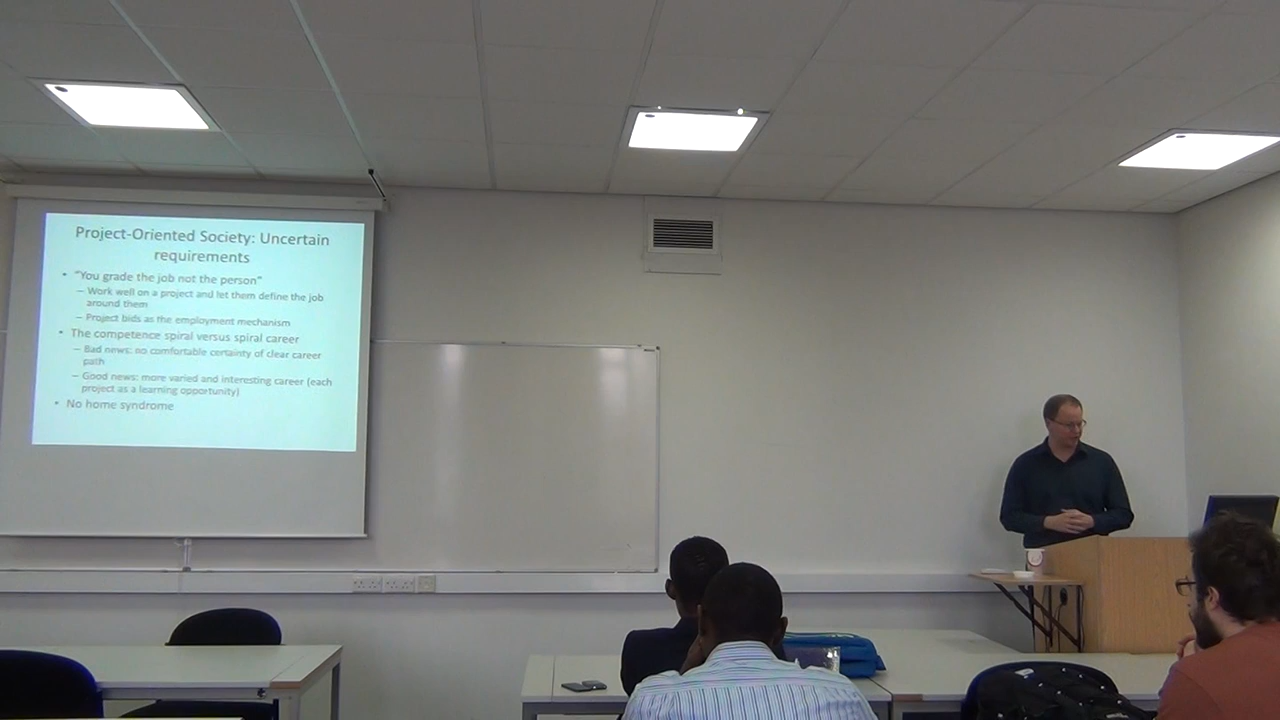 Project-Oriented Society: Uncertain
requirements
• "You grade the job not the person"
– Work well on a project and let them define the job
around them
– Project bids as the employment mechanism
• The competence spiral versus spiral career
– Bad news: no comfortable certainty of clear career
path
– Good news: more varied and interesting career (each
project as a learning opportunity)
• No home syndrome